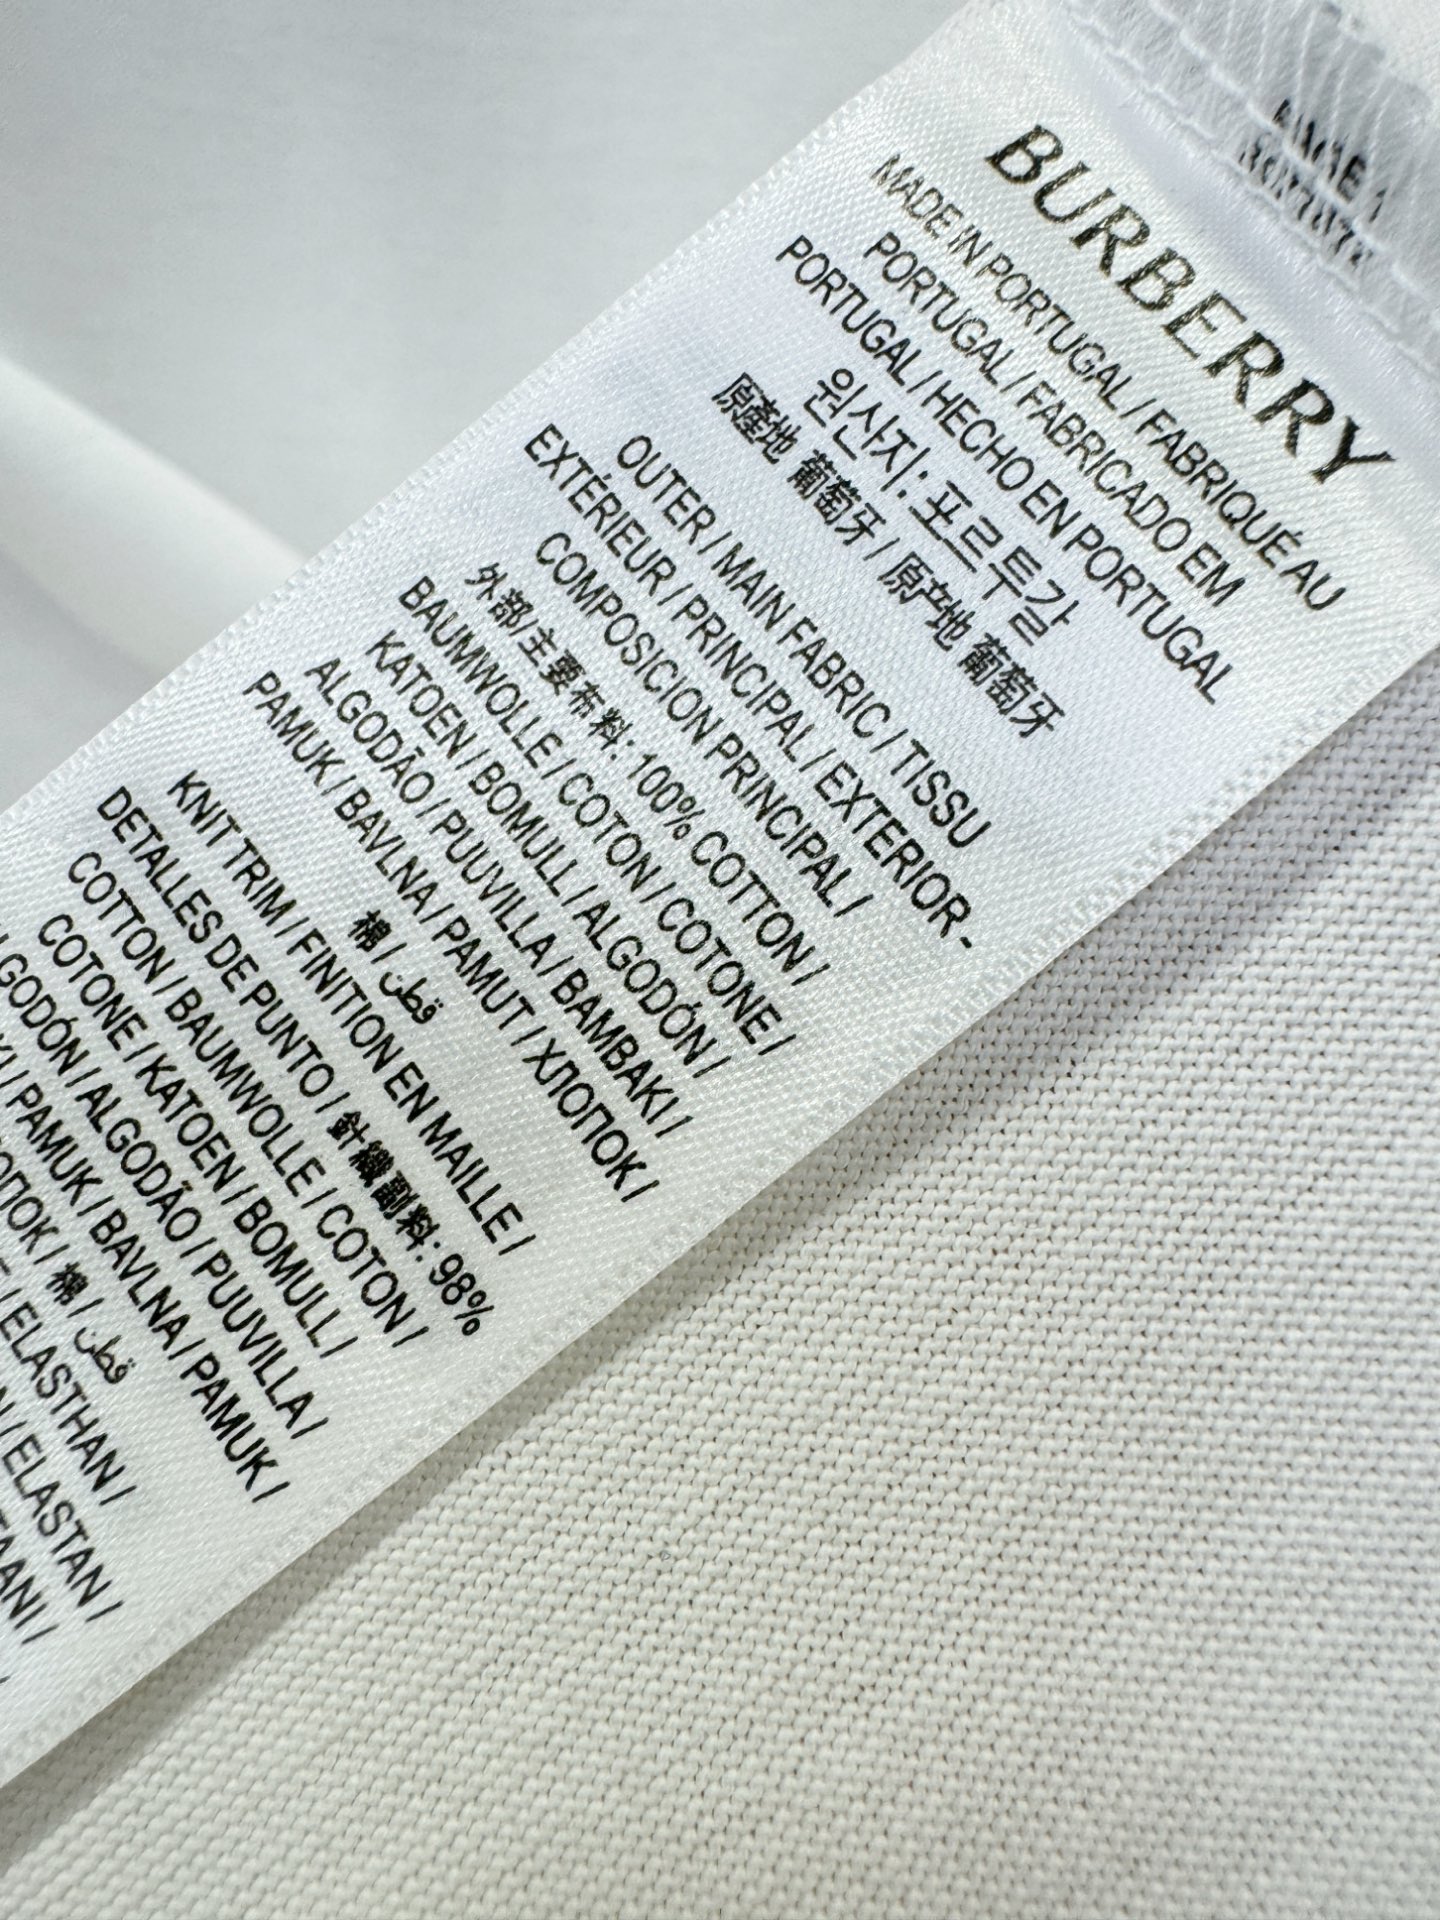 BURBERRY
MADE IN PORTUGAL / FABRIQUÉ AU
PORTUGAL / FABRICADO EM
PORTUGAL / HECHO EN PORTUGAL
원산지: 포르투갈
原產地 葡萄牙 / 原产地 葡萄牙
OUTER / MAIN FABRIC / TISSU
EXTÉRIEUR / PRINCIPAL / EXTERIOR -
COMPOSICION PRINCIPAL /
外部/主要布料: 100% COTTON /
BAUMWOLLE / COTON / COTONE /
KATOEN / BOMULL / ALGODÓN /
ALGODÃO / PUUVILLA / BAMBAKI /
PAMUK / BAVLNA / PAMUT / ХЛОПОК /
棉 / قطن
KNIT TRIM / FINITION EN MAILLE /
DETALLES DE PUNTO / 針織副料: 98%
COTTON / BAUMWOLLE / COTON /
COTONE / KATOEN / BOMULL /
ALGODÃO / PUUVILLA /
PAMUK / BAVLNA / PAMUK /
棉 / قطن
/ ELASTHAN /
/ ELASTAN /